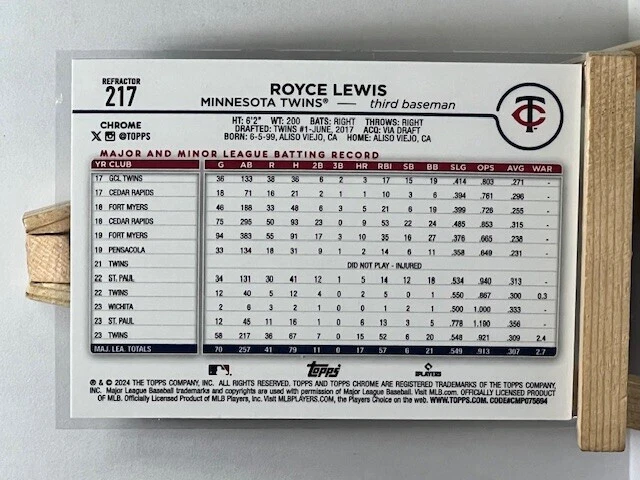 REFRACTOR
217
ROYCE LEWIS
MINNESOTA TWINS® — third baseman
TC
CHROME
X @TOPPS
HT: 6'2" WT: 200 BATS: RIGHT THROWS: RIGHT
DRAFTED: TWINS #1-JUNE, 2017 ACQ: VIA DRAFT
BORN: 6-5-99, ALISO VIEJO, CA HOME: ALISO VIEJO, CA
MAJOR AND MINOR LEAGUE BATTING RECORD
YR CLUB G AB R H 2B 3B HR RBI SB BB SLG OPS AVG WAR
17 GCL TWINS 36 133 38 36 6 2 3 17 15 19 .414 .803 .271 -
17 CEDAR RAPIDS 18 71 16 21 2 1 1 10 3 6 .394 .761 .296 -
18 FORT MYERS 46 188 33 48 6 3 5 21 6 19 .399 .726 .255 -
18 CEDAR RAPIDS 75 295 50 93 23 0 9 53 22 24 .485 .853 .315 -
19 FORT MYERS 94 383 55 91 17 3 10 35 16 27 .376 .665 .238 -
19 PENSACOLA 33 134 18 31 9 1 2 14 6 11 .358 .649 .231 -
21 TWINS DID NOT PLAY - INJURED
22 ST. PAUL 34 131 30 41 12 1 5 14 12 18 .534 .940 .313 -
22 TWINS 12 40 5 12 4 0 2 5 0 1 .550 .867 .300 0.3
23 WICHITA 2 6 3 2 1 0 0 1 0 1 .500 1.000 .333 -
23 ST. PAUL 12 45 11 16 1 0 6 13 3 5 .778 1.190 .356 -
23 TWINS 58 217 36 67 7 0 15 52 6 20 .548 .921 .309 2.4
MAJ. LEA. TOTALS 70 257 41 79 11 0 17 57 6 21 .549 .913 .307 2.7
Topps
PLAYERS
® & © 2024 THE TOPPS COMPANY, INC. ALL RIGHTS RESERVED. TOPPS AND TOPPS CHROME ARE REGISTERED TRADEMARKS OF THE TOPPS COMPANY,
INC. Major League Baseball trademarks and copyrights are used with permission of Major League Baseball. Visit MLB.com. OFFICIALLY LICENSED PRODUCT
OF MLB. Officially Licensed Product of MLB Players, Inc. Visit MLBPLAYERS.COM, the Players Choice on the web. WWW.TOPPS.COM. CODE#CMP075694